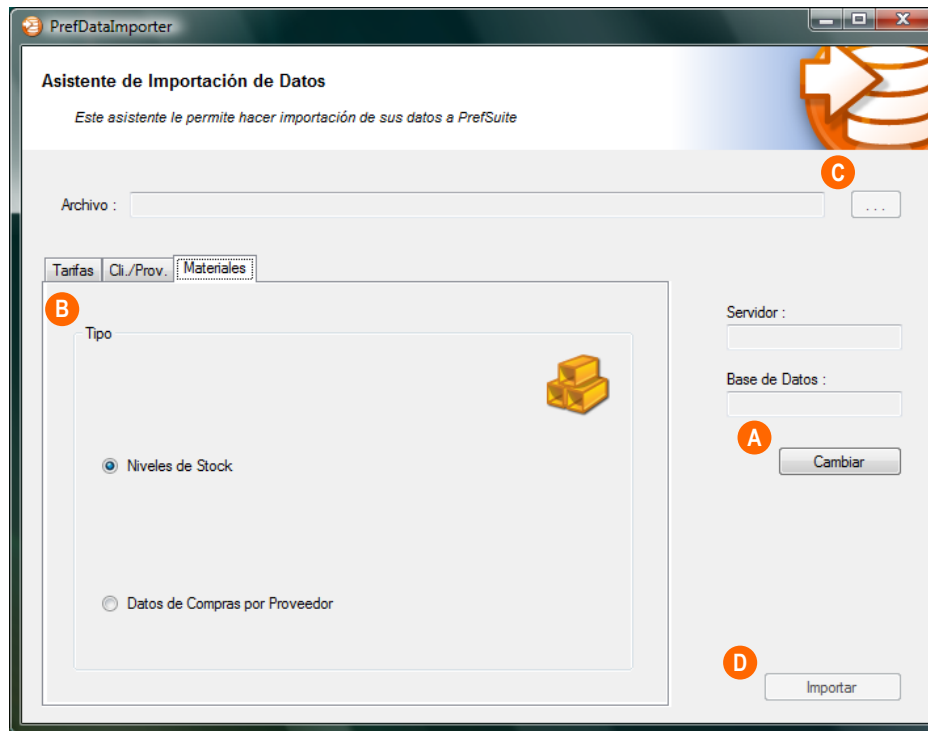 PrefDataImporter
Asistente de Importación de Datos
Este asistente le permite hacer importación de sus datos a PrefSuite
C
Archivo :
. . .
Tarifas Cli./Prov. Materiales
B
Tipo
Servidor :
Base de Datos :
A
Niveles de Stock
Cambiar
Datos de Compras por Proveedor
D
Importar